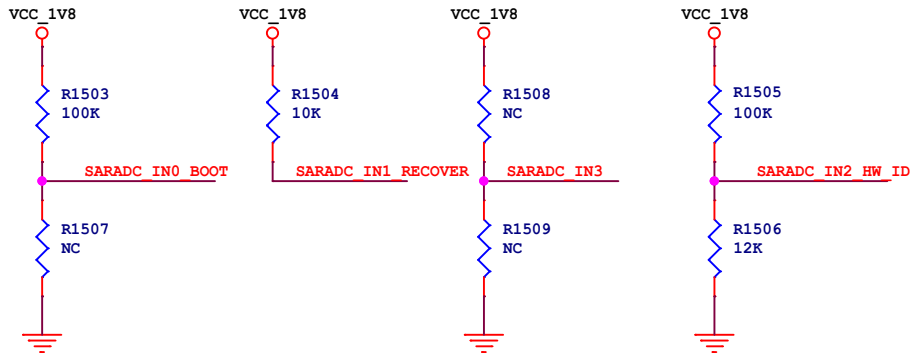 VCC_1V8
R1503
100K
SARADC_IN0_BOOT
R1507
NC
VCC_1V8
R1504
10K
SARADC_IN1_RECOVER
VCC_1V8
R1508
NC
SARADC_IN3
R1509
NC
VCC_1V8
R1505
100K
SARADC_IN2_HW_ID
R1506
12K